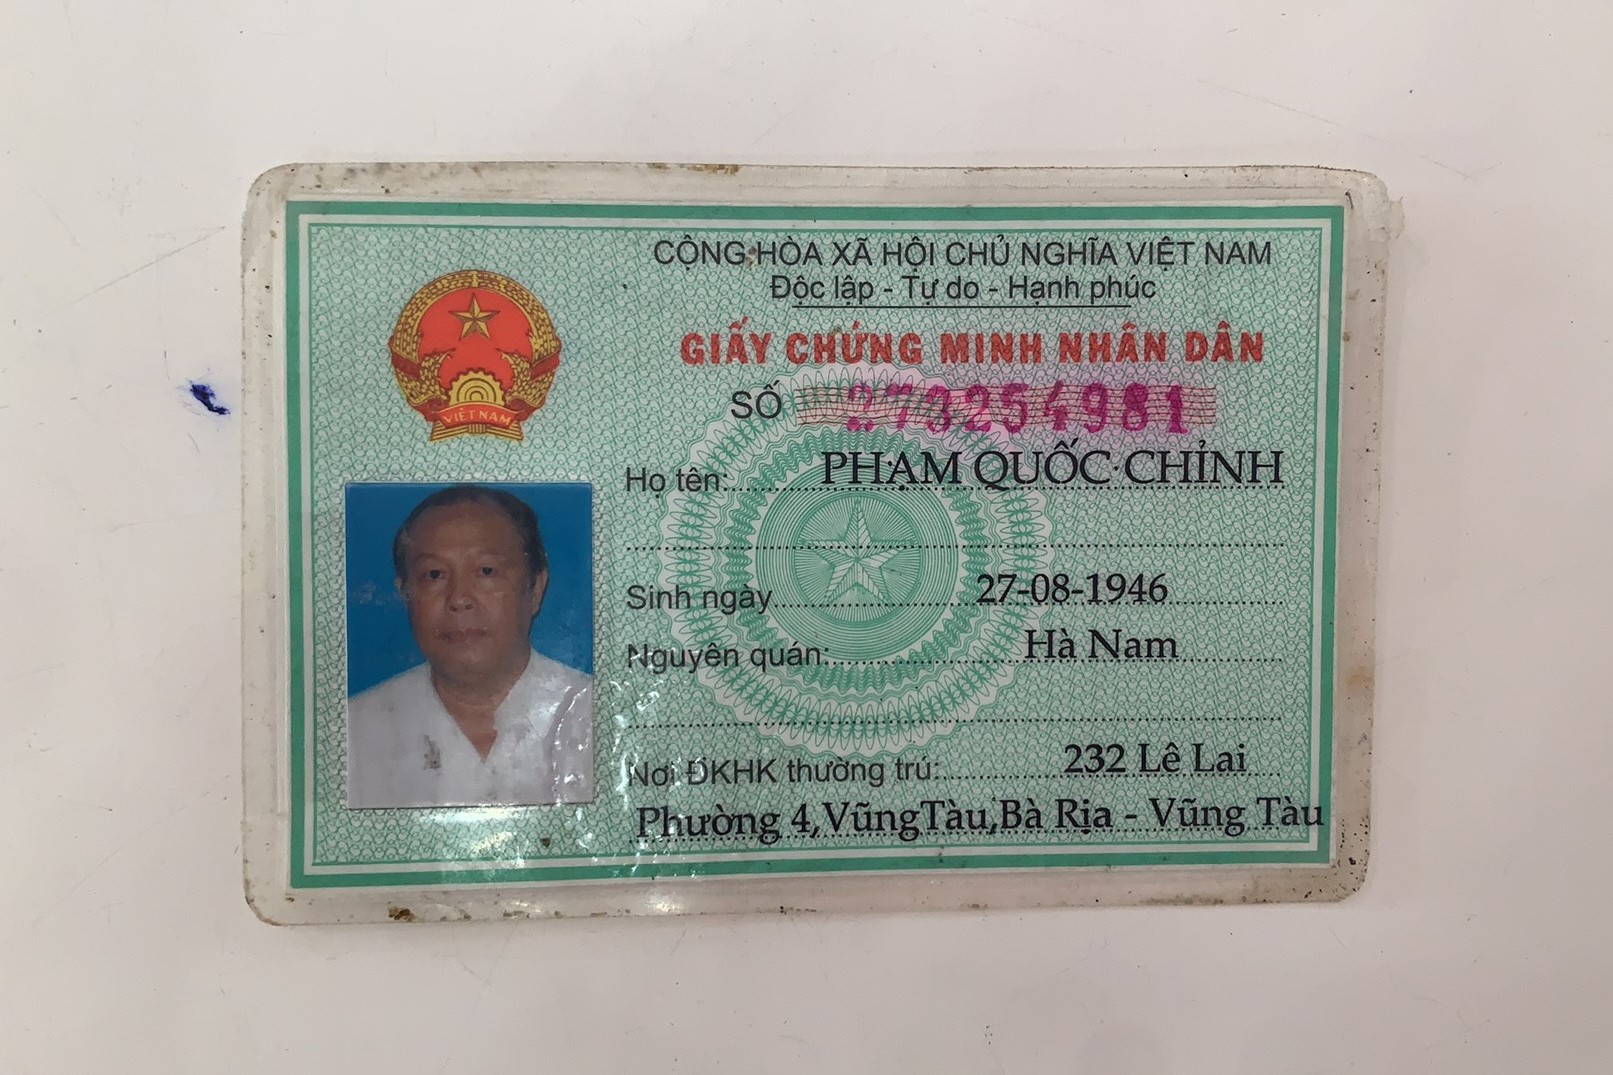 CỘNG HÒA XÃ HỘI CHỦ NGHĨA VIỆT NAM
Độc lập - Tự do - Hạnh phúc
GIẤY CHỨNG MINH NHÂN DÂN
SỐ 273254981
Họ tên: PHẠM QUỐC CHỈNH
Sinh ngày 27-08-1946
Nguyên quán: Hà Nam
Nơi ĐKHK thường trú: 232 Lê Lai
Phường 4,VũngTàu,Bà Rịa - Vũng Tàu
VIỆT NAM